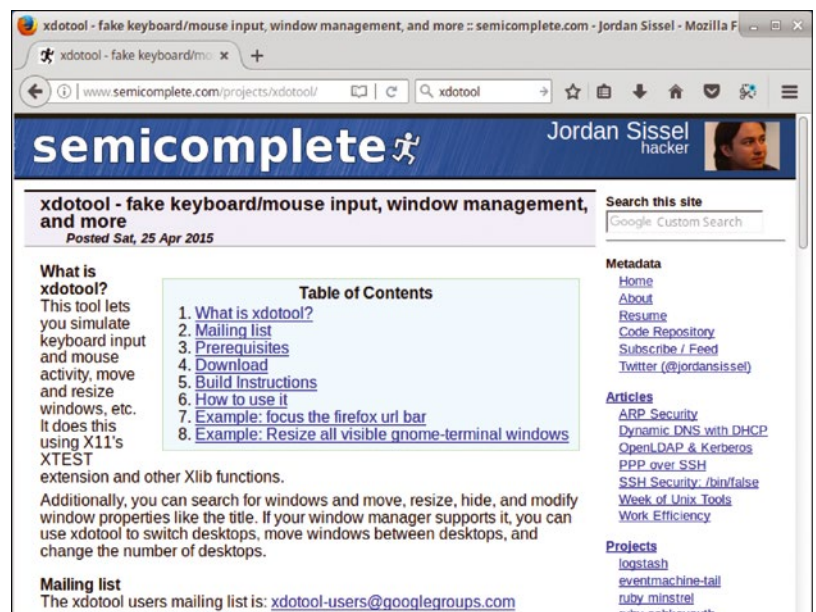 xdotool - fake keyboard/mouse input, window management, and more :: semicomplete.com - Jordan Sissel - Mozilla F
xdotool - fake keyboard/mo
www.semicomplete.com/projects/xdotool/
xdotool
semicomplete
Jordan Sissel
hacker
xdotool - fake keyboard/mouse input, window management,
and more
Posted Sat, 25 Apr 2015
What is
xdotool?
This tool lets
you simulate
keyboard input
and mouse
activity, move
and resize
windows, etc.
It does this
using X11's
XTEST
extension and other Xlib functions.
Table of Contents
1. What is xdotool?
2. Mailing list
3. Prerequisites
4. Download
5. Build Instructions
6. How to use it
7. Example: focus the firefox url bar
8. Example: Resize all visible gnome-terminal windows
Additionally, you can search for windows and move, resize, hide, and modify
window properties like the title. If your window manager supports it, you can
use xdotool to switch desktops, move windows between desktops, and
change the number of desktops.
Mailing list
The xdotool users mailing list is: xdotool-users@googlegroups.com
Search this site
Google Custom Search
Metadata
Home
About
Resume
Code Repository
Subscribe / Feed
Twitter (@jordansissel)
Articles
ARP Security
Dynamic DNS with DHCP
OpenLDAP & Kerberos
PPP over SSH
SSH Security: /bin/false
Week of Unix Tools
Work Efficiency
Projects
logstash
eventmachine-tail
ruby minstrel